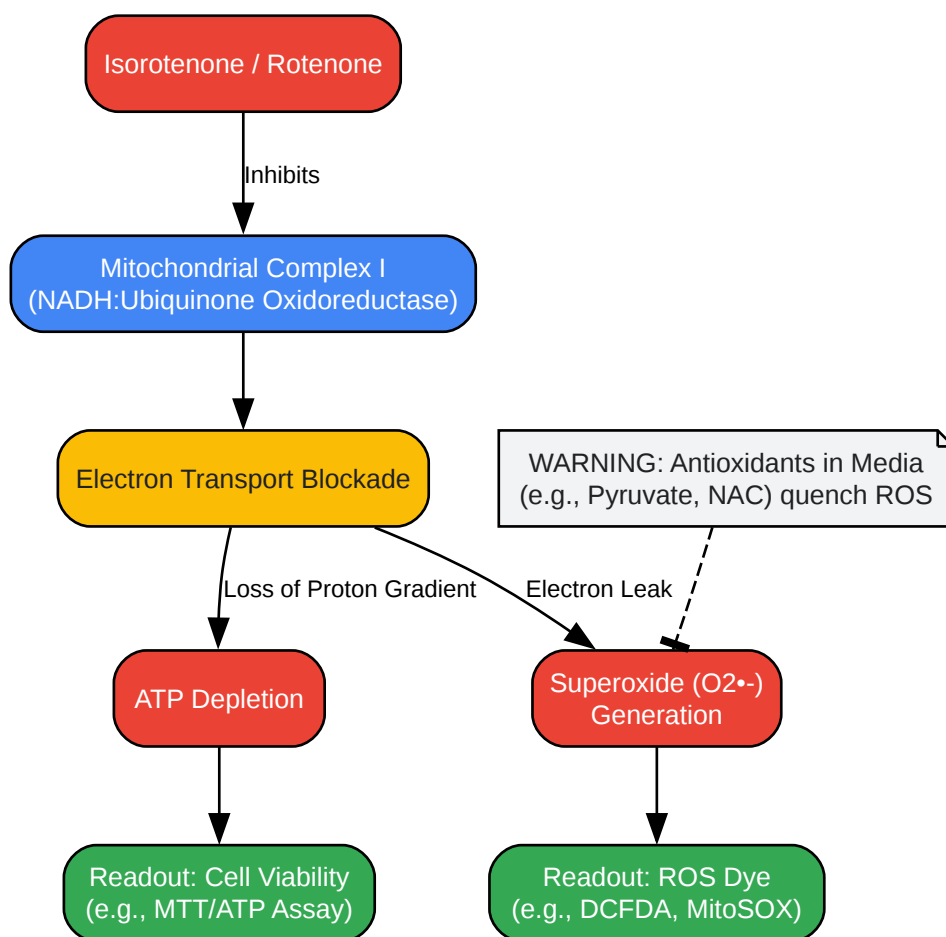 Isorotenone / Rotenone
Inhibits
Mitochondrial Complex I
(NADH:Ubiquinone Oxidoreductase)
Electron Transport Blockade
WARNING: Antioxidants in Media
(e.g., Pyruvate, NAC) quench ROS
Loss of Proton Gradient
Electron Leak
ATP Depletion
Superoxide (O2•-)
Generation
Readout: Cell Viability
(e.g., MTT/ATP Assay)
Readout: ROS Dye
(e.g., DCFDA, MitoSOX)